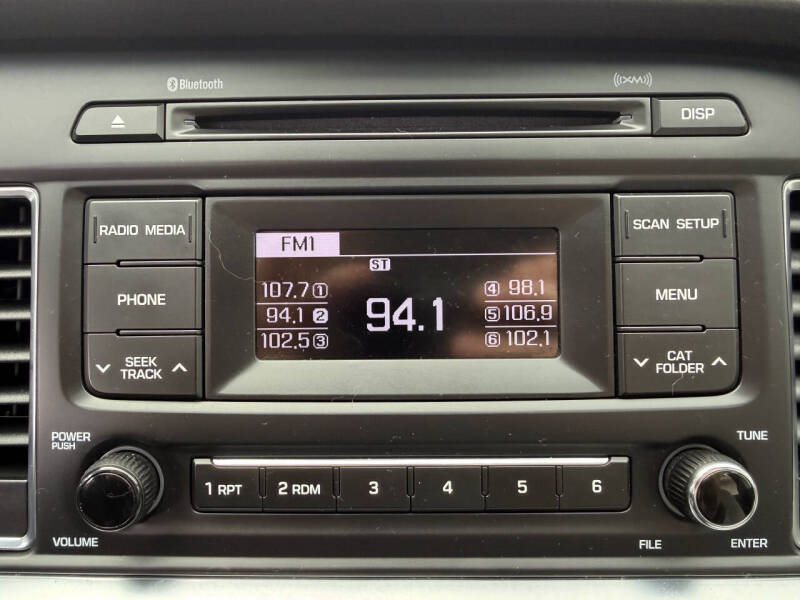 Bluetooth
((XM))
DISP
RADIO MEDIA
SCAN SETUP
PHONE
MENU
SEEK
TRACK
CAT
FOLDER
FM1
ST
107.7 1
4 98.1
94.1 2
94.1
5 106.9
102.5 3
6 102.1
POWER
PUSH
TUNE
1 RPT
2 RDM
3
4
5
6
VOLUME
FILE
ENTER